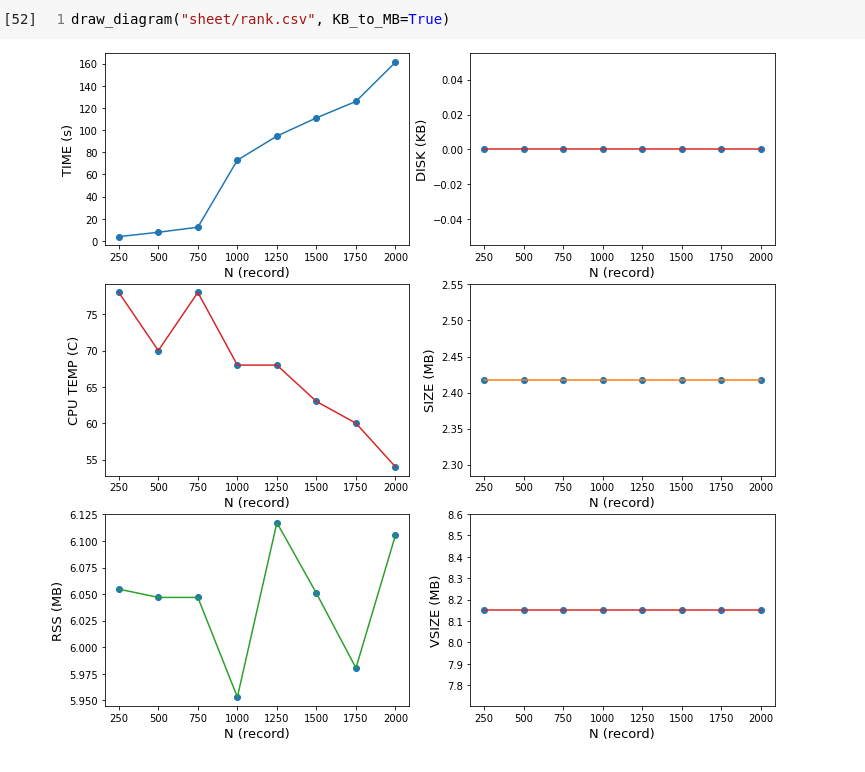 [52] 1 draw_diagram("sheet/rank.csv", KB_to_MB=True)
TIME (s)
160
140
120
100
80
60
40
20
0
250 500 750 1000 1250 1500 1750 2000
N (record)
DISK (KB)
0.04
0.02
0.00
−0.02
−0.04
250 500 750 1000 1250 1500 1750 2000
N (record)
CPU TEMP (C)
75
70
65
60
55
250 500 750 1000 1250 1500 1750 2000
N (record)
SIZE (MB)
2.55
2.50
2.45
2.40
2.35
2.30
250 500 750 1000 1250 1500 1750 2000
N (record)
RSS (MB)
6.125
6.100
6.075
6.050
6.025
6.000
5.975
5.950
250 500 750 1000 1250 1500 1750 2000
N (record)
VSIZE (MB)
8.6
8.5
8.4
8.3
8.2
8.1
8.0
7.9
7.8
250 500 750 1000 1250 1500 1750 2000
N (record)